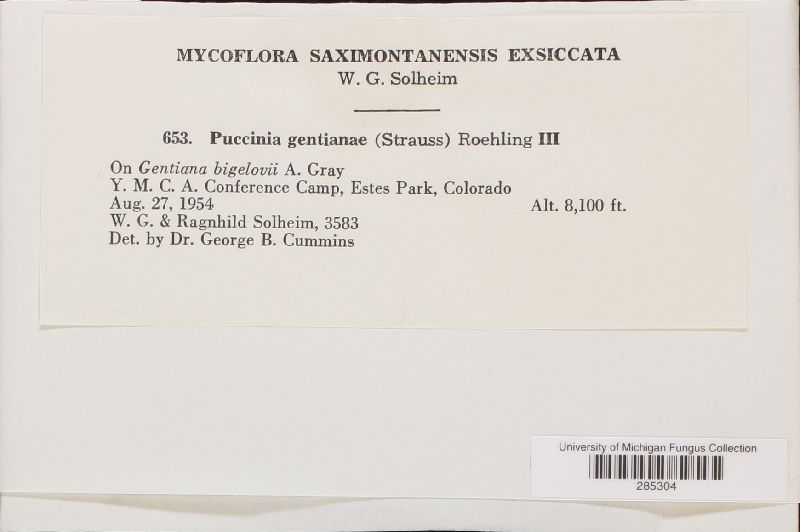 MYCOFLORA SAXIMONTANENSIS EXSICCATA
W. G. Solheim
653. Puccinia gentianae (Strauss) Roehling III
On Gentiana bigelovii A. Gray
Y. M. C. A. Conference Camp, Estes Park, Colorado
Aug. 27, 1954 Alt. 8,100 ft.
W. G. & Ragnhild Solheim, 3583
Det. by Dr. George B. Cummins
University of Michigan Fungus Collection
285304